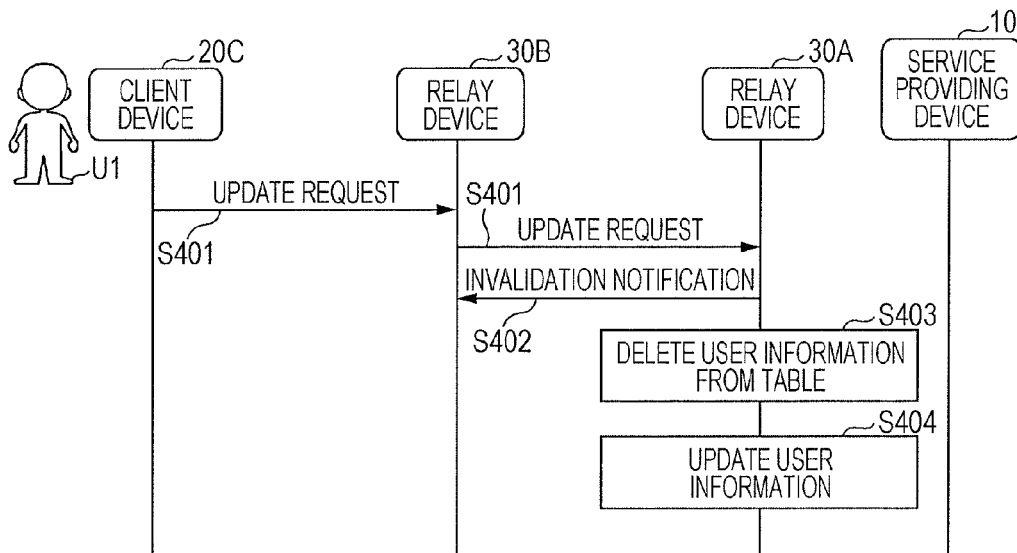 20C
30B
30A
10
CLIENT
DEVICE
RELAY
DEVICE
RELAY
DEVICE
SERVICE
PROVIDING
DEVICE
U1
UPDATE REQUEST
S401
S401
UPDATE REQUEST
INVALIDATION NOTIFICATION
S402
S403
DELETE USER INFORMATION
FROM TABLE
S404
UPDATE USER
INFORMATION